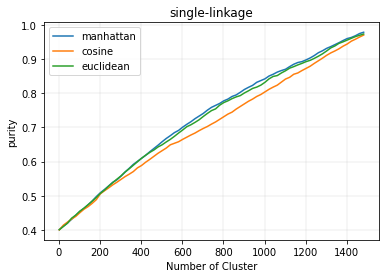 single-linkage
manhattan
cosine
euclidean
purity
1.0
0.9
0.8
0.7
0.6
0.5
0.4
0 200 400 600 800 1000 1200 1400
Number of Cluster